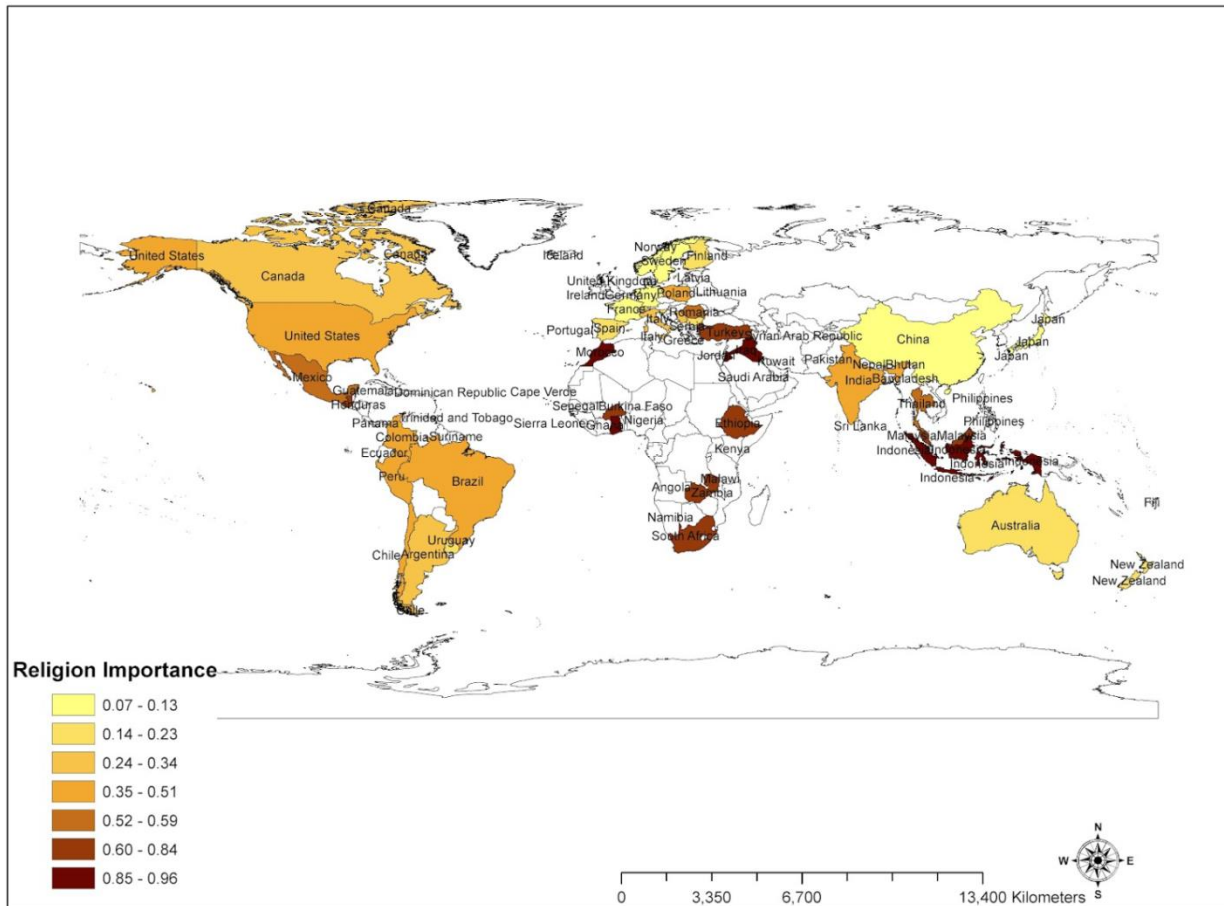 Canada
United States
Canada
Canada
United States
Mexico
Guatemala
Honduras
Dominican Republic
Cape Verde
Panama
Trinidad and Tobago
Colombia
Suriname
Ecuador
Peru
Brazil
Uruguay
Chile
Argentina
Chile
Iceland
Norway
Sweden
Finland
Latvia
United Kingdom
Ireland
Germany
Poland
Lithuania
France
Romania
Portugal
Spain
Italy
Italy
Serbia
Greece
Turkey
Syrian Arab Republic
Morocco
Jordan
Kuwait
Saudi Arabia
Senegal
Burkina Faso
Sierra Leone
Ghana
Nigeria
Ethiopia
Kenya
Malawi
Angola
Zambia
Namibia
South Africa
China
Japan
Japan
Japan
Pakistan
Nepal
Bhutan
India
Bangladesh
Thailand
Philippines
Philippines
Sri Lanka
Malaysia
Malaysia
Indonesia
Indonesia
Indonesia
Indonesia
Indonesia
Fiji
Australia
New Zealand
New Zealand
Religion Importance
0.07 - 0.13
0.14 - 0.23
0.24 - 0.34
0.35 - 0.51
0.52 - 0.59
0.60 - 0.84
0.85 - 0.96
N
W E
S
0 3,350 6,700 13,400 Kilometers